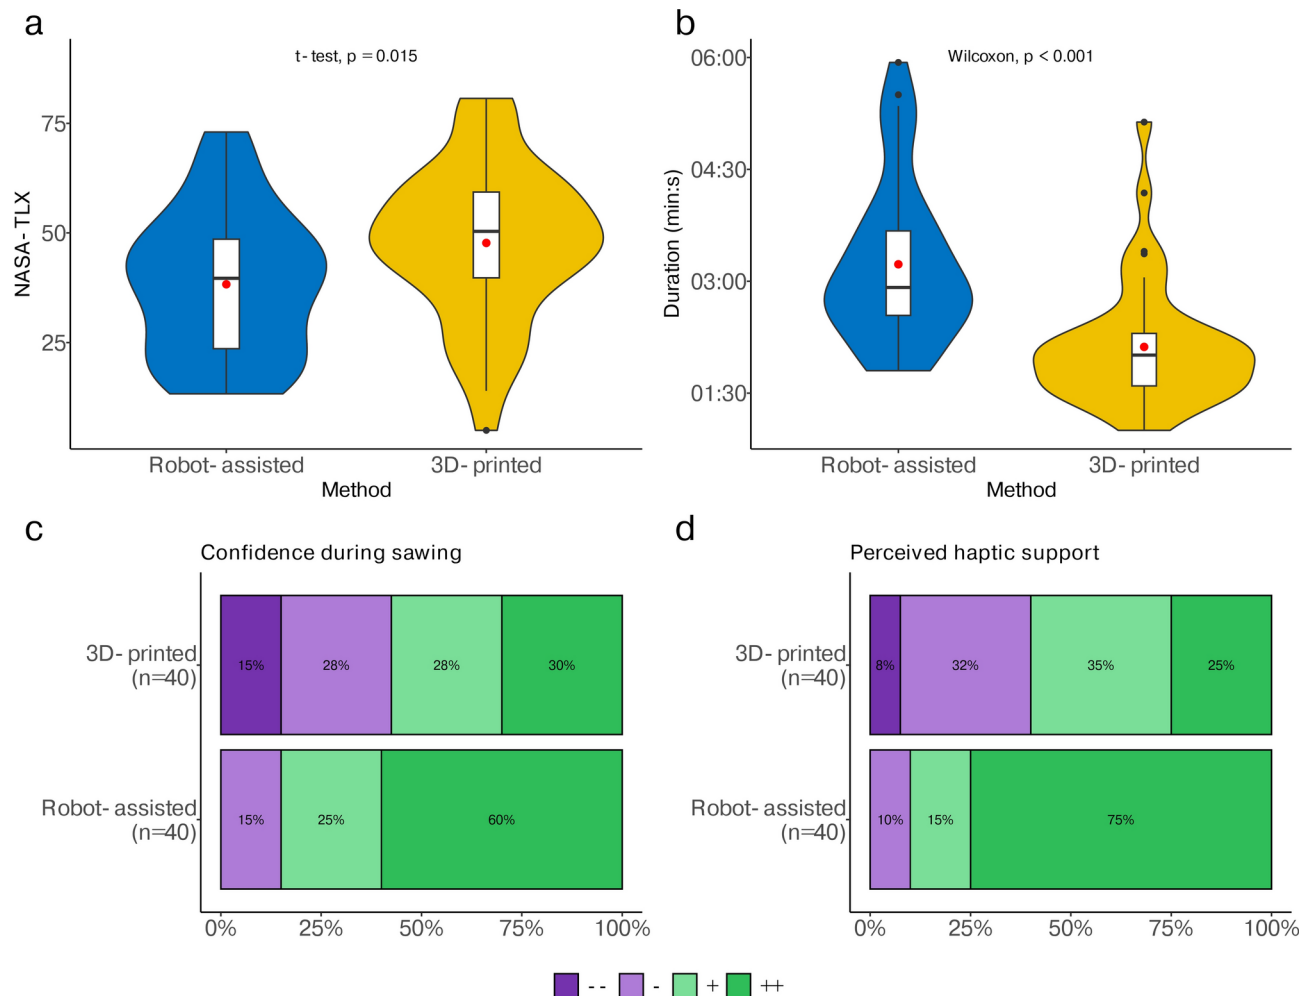 a
t-test, p = 0.015
NASA-TLX
75
50
25
Robot-assisted
3D-printed
Method
b
Wilcoxon, p < 0.001
Duration (min:s)
06:00
04:30
03:00
01:30
Robot-assisted
3D-printed
Method
c
Confidence during sawing
3D-printed
(n=40)
15% 28% 28% 30%
Robot-assisted
(n=40)
15% 25% 60%
0% 25% 50% 75% 100%
d
Perceived haptic support
3D-printed
(n=40)
8% 32% 35% 25%
Robot-assisted
(n=40)
10% 15% 75%
0% 25% 50% 75% 100%
-- - + ++